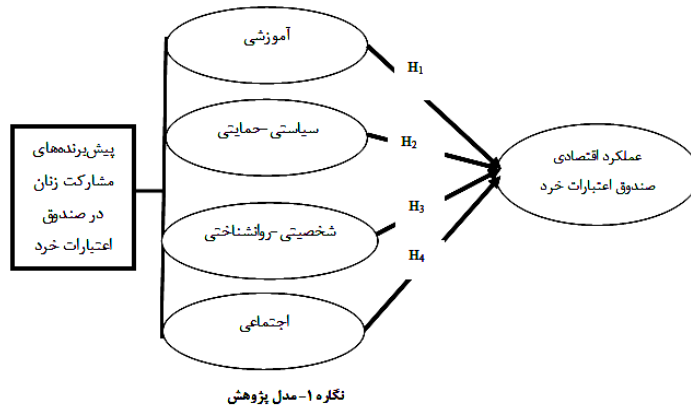 آموزشی
H1
سیاستی-حمایتی
H2
پیش‌برنده‌های
مشارکت زنان
در صندوق
اعتبارات خرد
عملکرد اقتصادی
صندوق اعتبارات خرد
شخصیتی-روانشناختی
H3
H4
اجتماعی
نگاره ۱- مدل پژوهش